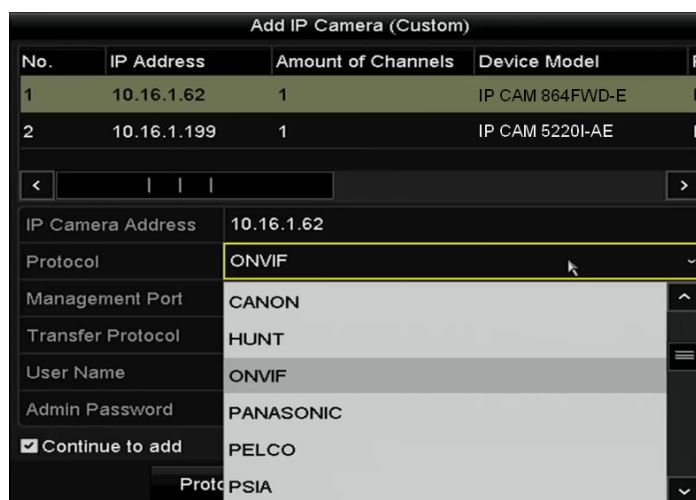 Add IP Camera (Custom)
No. IP Address Amount of Channels Device Model
1 10.16.1.62 1 IP CAM 864FWD-E
2 10.16.1.199 1 IP CAM 5220I-AE
IP Camera Address 10.16.1.62
Protocol ONVIF
Management Port CANON
Transfer Protocol HUNT
User Name ONVIF
Admin Password PANASONIC
Continue to add PELCO
PSIA